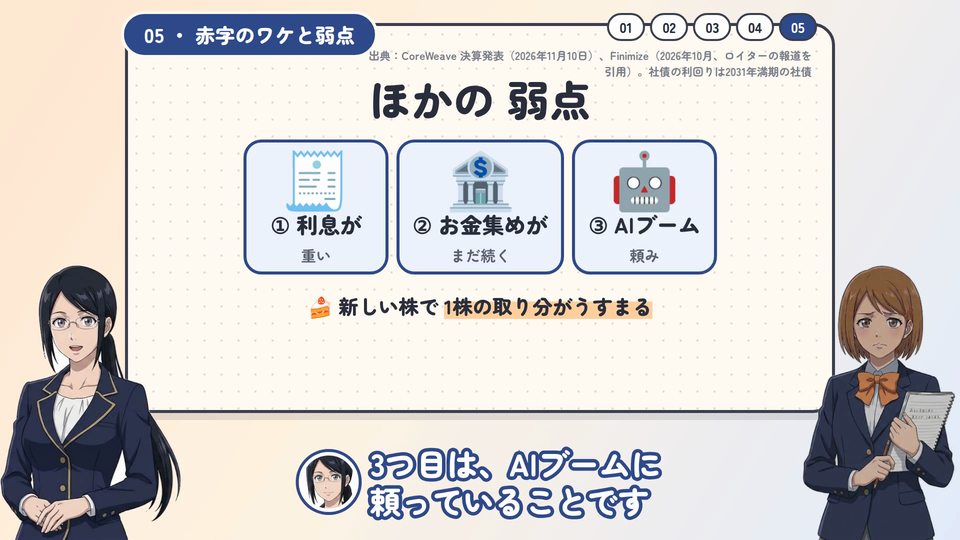 05 ・ 赤字のワケと弱点
01 02 03 04 05
出典：CoreWeave 決算発表（2026年11月10日）、Finimize（2026年10月、ロイターの報道を
引用）。社債の利回りは2031年満期の社債
ほかの 弱点
① 利息が
重い
② お金集めが
まだ続く
③ AIブーム
頼み
新しい株で 1株の取り分がうすまる
3つ目は、AIブームに
頼っていることです